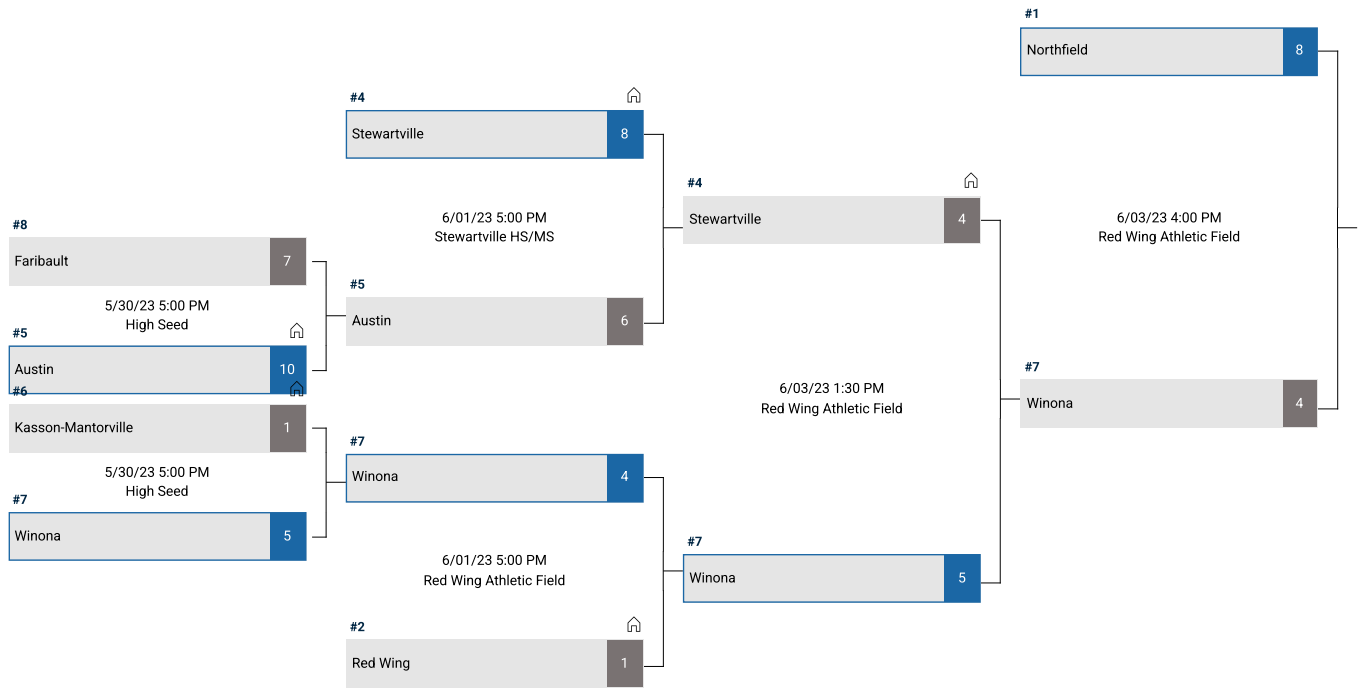 #1
Northfield 8
#4
Stewartville 8
#4
Stewartville 4
6/01/23 5:00 PM
Stewartville HS/MS
6/03/23 4:00 PM
Red Wing Athletic Field
#8
Faribault 7
5/30/23 5:00 PM
High Seed
#5
Austin 6
#5
Austin 10
#6
Kasson-Mantorville 1
6/03/23 1:30 PM
Red Wing Athletic Field
#7
Winona 4
5/30/23 5:00 PM
High Seed
#7
Winona 4
#7
Winona 5
6/01/23 5:00 PM
Red Wing Athletic Field
#7
Winona 5
#2
Red Wing 1